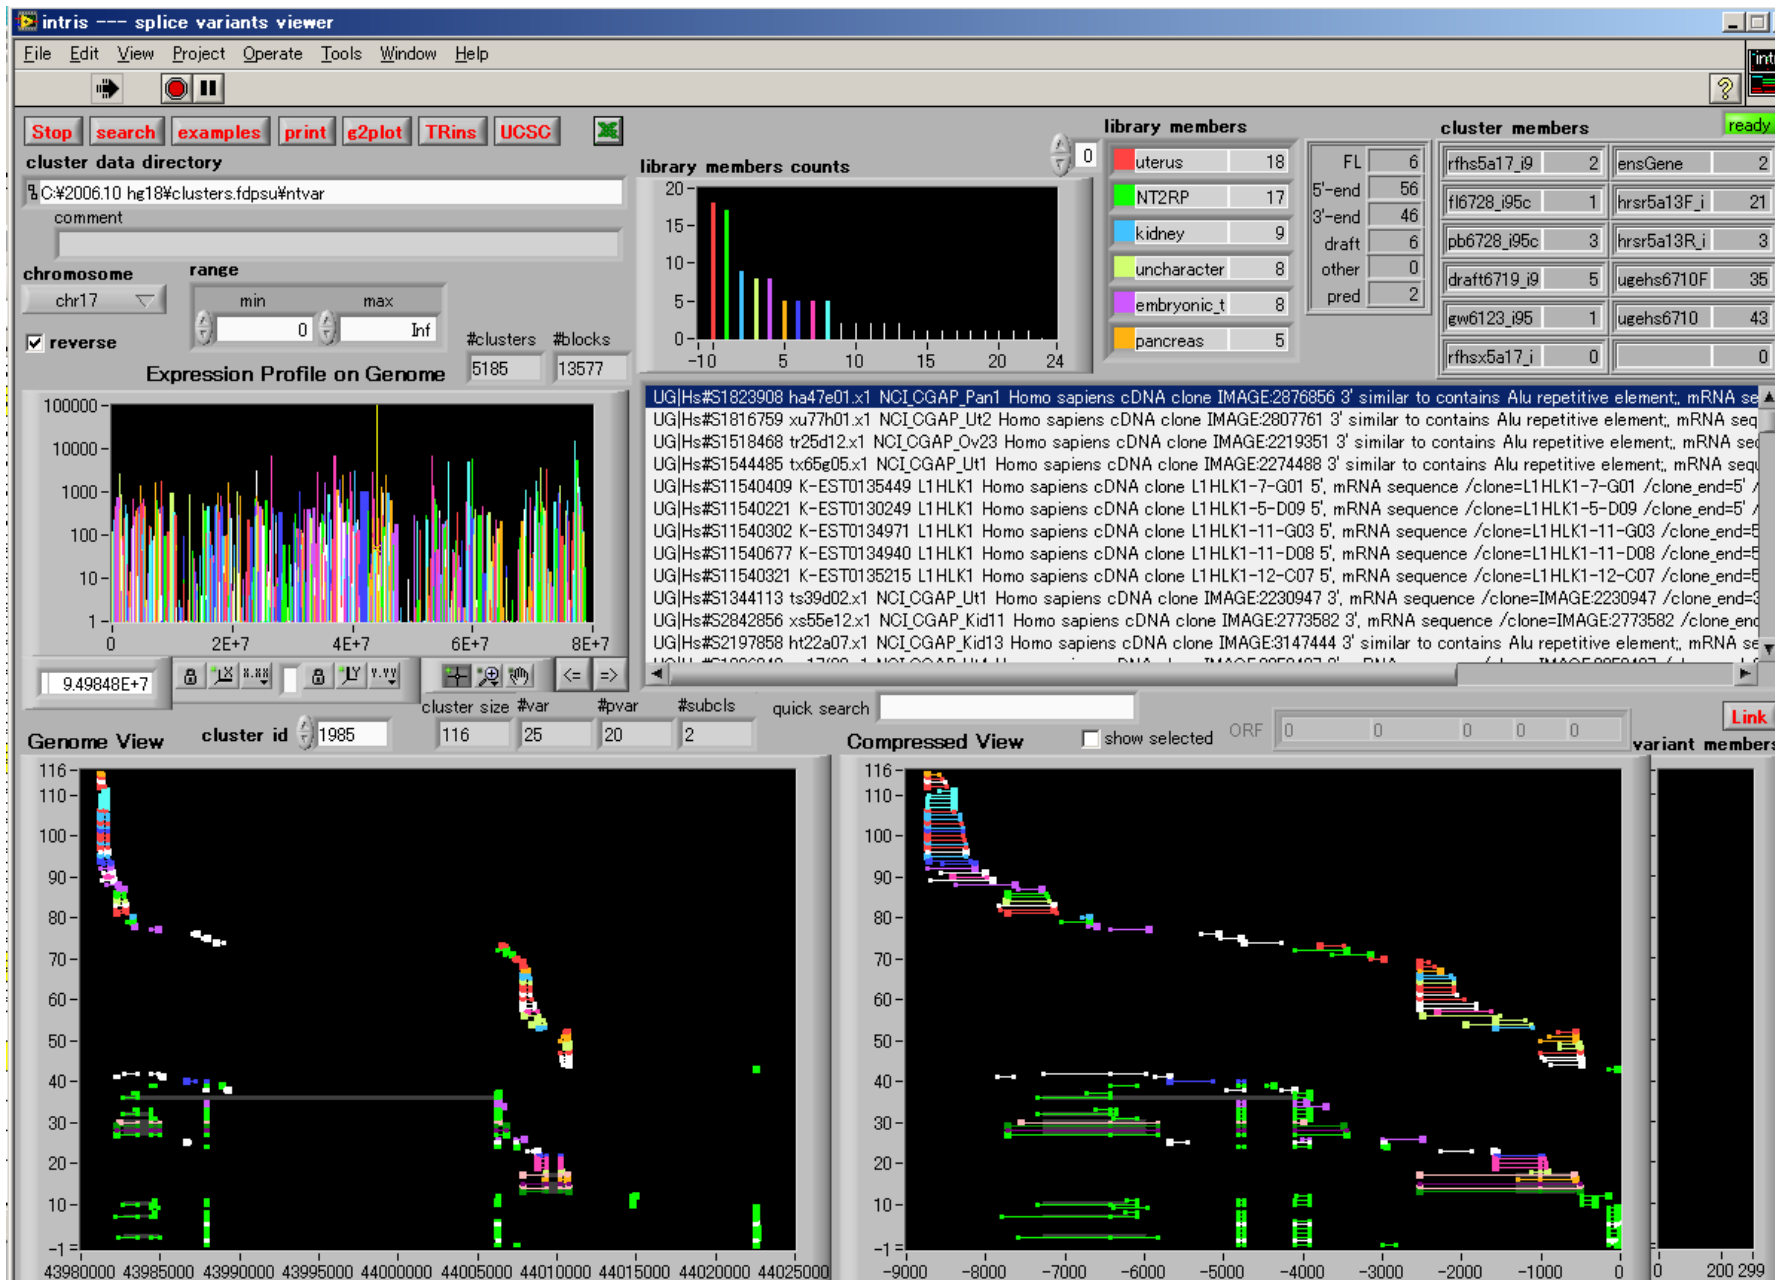 intris --- splice variants viewer
File Edit View Project Operate Tools Window Help
Stop search examples print g2plot TRins UCSC
cluster data directory
C:¥2006.10 hg18¥clusters.fdpsu¥ntvar
comment
chromosome range
chr17 min max
0 Inf
reverse
#clusters #blocks
5185 13577
library members counts
0
20
15
10
5
0
-10 5 10 15 20 24
library members
uterus 18
NT2RP 17
kidney 9
uncharacter 8
embryonic_t 8
pancreas 5
FL 6
5'-end 56
3'-end 46
draft 6
other 0
pred 2
cluster members ready
rfhs5a17_i9 2 ensGene 2
fl6728_i95c 1 hrsr5a13F_i 21
pb6728_i95c 3 hrsr5a13R_i 3
draft6719_i9 5 ugehs6710F 35
gw6123_i95 1 ugehs6710 43
rfhsx5a17_i 0 0
Expression Profile on Genome
100000
10000
1000
100
10
1
0 2E+7 4E+7 6E+7 8E+7
9.49848E+7
<= =>
UG|Hs#S1823908 ha47e01.x1 NCI_CGAP_Pan1 Homo sapiens cDNA clone IMAGE:2876856 3' similar to contains Alu repetitive element;, mRNA se
UG|Hs#S1816759 xu77h01.x1 NCI_CGAP_Ut2 Homo sapiens cDNA clone IMAGE:2807761 3' similar to contains Alu repetitive element;, mRNA seq
UG|Hs#S1518468 tr25d12.x1 NCI_CGAP_Ov23 Homo sapiens cDNA clone IMAGE:2219351 3' similar to contains Alu repetitive element;, mRNA sec
UG|Hs#S1544485 tx65g05.x1 NCI_CGAP_Ut1 Homo sapiens cDNA clone IMAGE:2274488 3' similar to contains Alu repetitive element;, mRNA sequ
UG|Hs#S11540409 K-EST0135449 L1HLK1 Homo sapiens cDNA clone L1HLK1-7-G01 5', mRNA sequence /clone=L1HLK1-7-G01 /clone_end=5' /
UG|Hs#S11540221 K-EST0130249 L1HLK1 Homo sapiens cDNA clone L1HLK1-5-D09 5', mRNA sequence /clone=L1HLK1-5-D09 /clone_end=5' /
UG|Hs#S11540302 K-EST0134971 L1HLK1 Homo sapiens cDNA clone L1HLK1-11-G03 5', mRNA sequence /clone=L1HLK1-11-G03 /clone_end=5
UG|Hs#S11540677 K-EST0134940 L1HLK1 Homo sapiens cDNA clone L1HLK1-11-D08 5', mRNA sequence /clone=L1HLK1-11-D08 /clone_end=5
UG|Hs#S11540321 K-EST0135215 L1HLK1 Homo sapiens cDNA clone L1HLK1-12-C07 5', mRNA sequence /clone=L1HLK1-12-C07 /clone_end=5
UG|Hs#S1344113 ts39d02.x1 NCI_CGAP_Ut1 Homo sapiens cDNA clone IMAGE:2230947 3', mRNA sequence /clone=IMAGE:2230947 /clone_end=3
UG|Hs#S2842856 xs55e12.x1 NCI_CGAP_Kid11 Homo sapiens cDNA clone IMAGE:2773582 3', mRNA sequence /clone=IMAGE:2773582 /clone_end
UG|Hs#S2197858 ht22a07.x1 NCI_CGAP_Kid13 Homo sapiens cDNA clone IMAGE:3147444 3' similar to contains Alu repetitive element;, mRNA se
cluster size #var #pvar #subcls quick search
Genome View cluster id 1985 116 25 20 2
Compressed View show selected ORF 0 0 0 0 0 Link
variant members
116
110
100
90
80
70
60
50
40
30
20
10
-1
43980000 43985000 43990000 43995000 44000000 44005000 44010000 44015000 44020000 44025000
116
110
100
90
80
70
60
50
40
30
20
10
-1
-9000 -8000 -7000 -6000 -5000 -4000 -3000 -2000 -1000 0
0 200 299